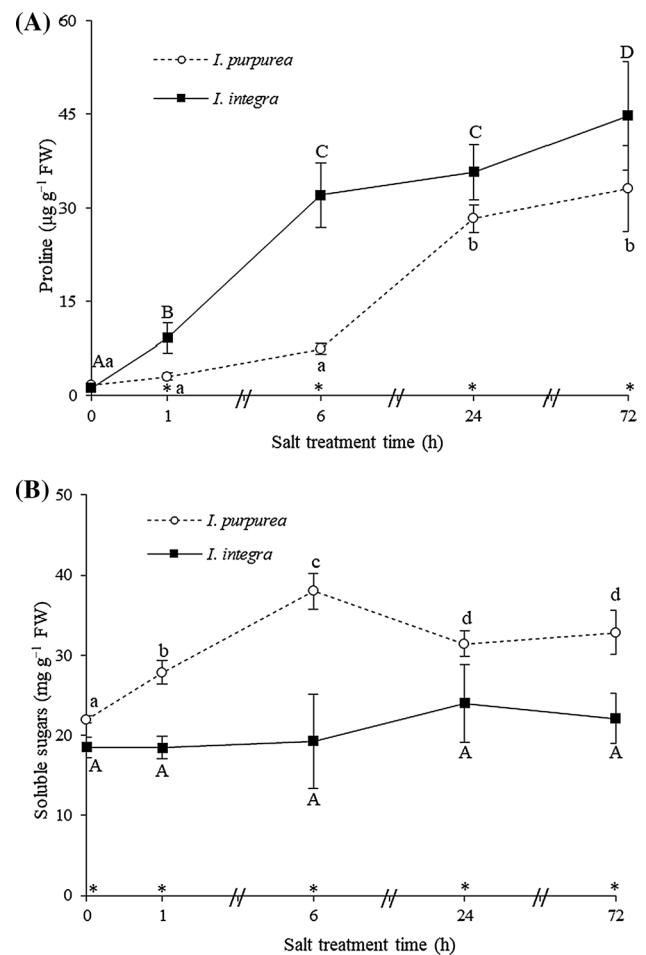 (A)
60
45
30
15
0
Proline (µg g⁻¹ FW)
I. purpurea
I. integra
Aa
B
* a
C
a
*
C
b
*
D
b
*
0 1 6 24 72
Salt treatment time (h)
(B)
50
40
30
20
10
0
Soluble sugars (mg g⁻¹ FW)
I. purpurea
I. integra
a
A
*
b
A
*
c
A
*
d
A
*
d
A
*
0 1 6 24 72
Salt treatment time (h)